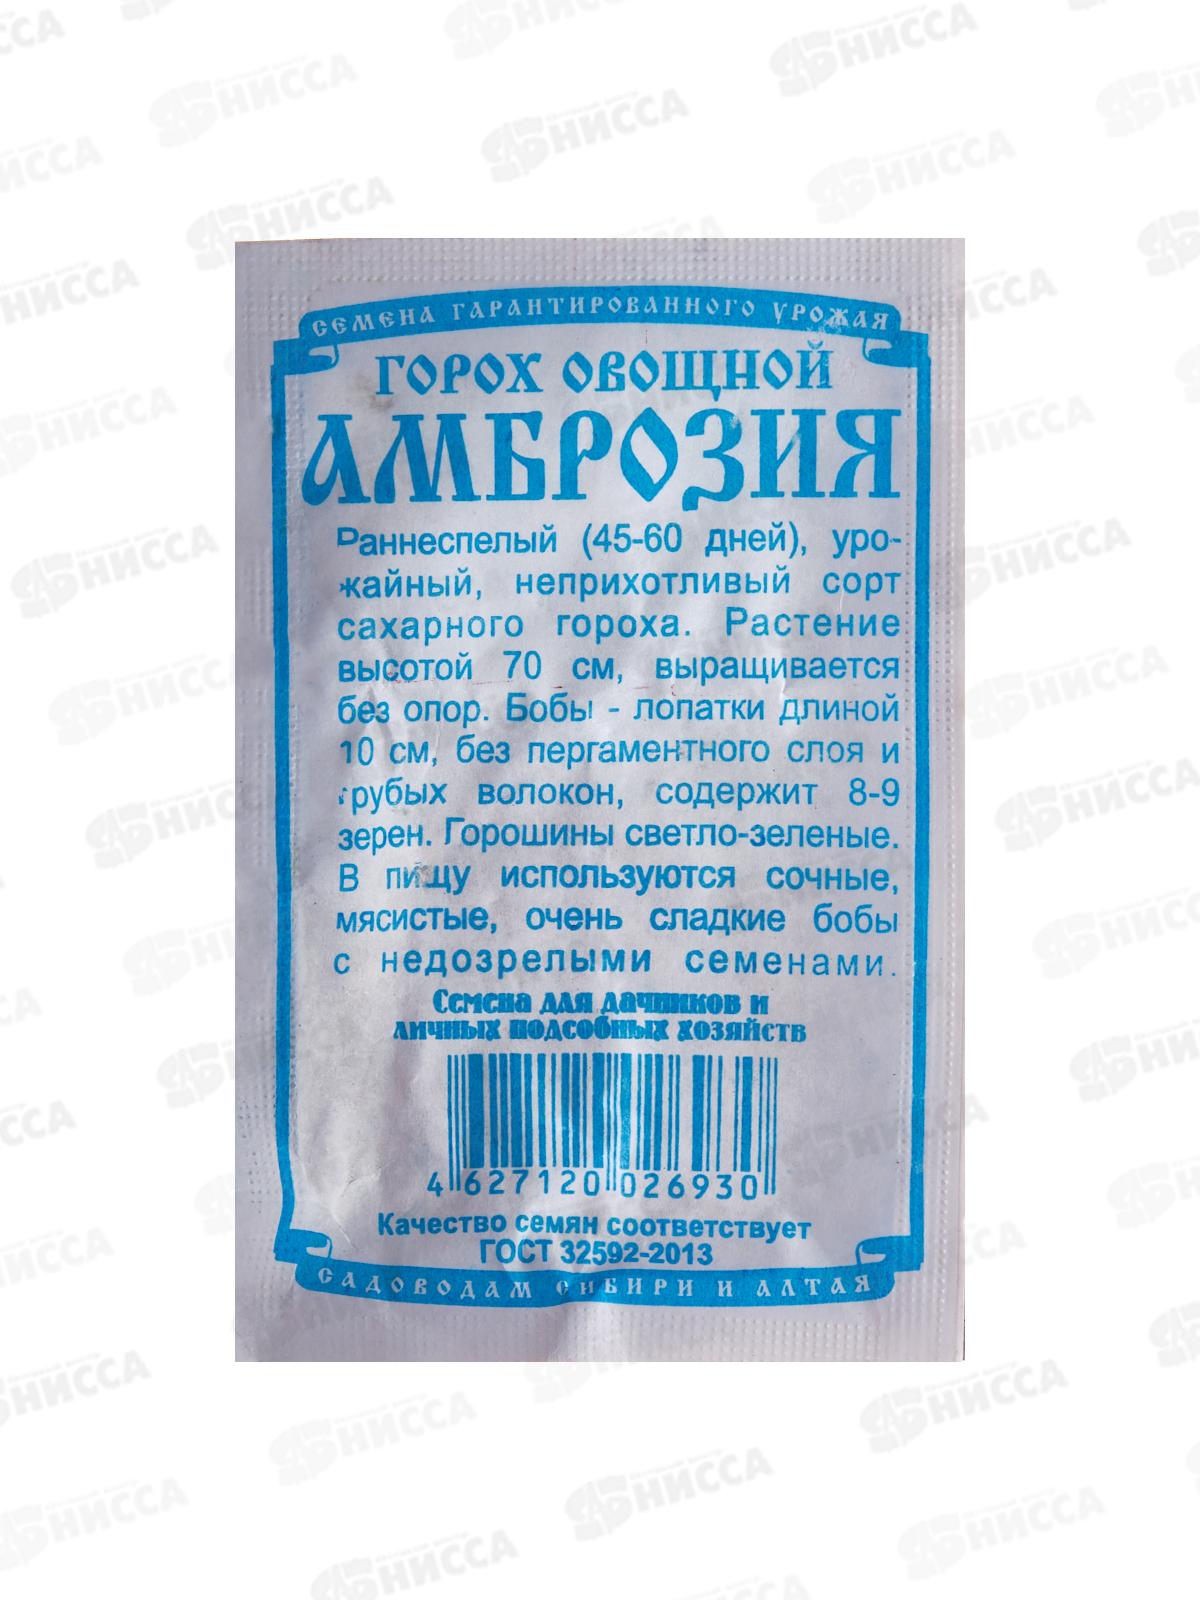 СЕМЕНА ГАРАНТИРОВАННОГО УРОЖАЯ
ГОРОХ ОВОЩНОЙ
АМБРОЗИЯ
Раннеспелый (45-60 дней), уро-
жайный, неприхотливый сорт
сахарного гороха. Растение
высотой 70 см, выращивается
без опор. Бобы - лопатки длиной
10 см, без пергаментного слоя и
грубых волокон, содержит 8-9
зерен. Горошины светло-зеленые.
В пищу используются сочные,
мясистые, очень сладкие бобы
с недозрелыми семенами.
Семена для дачников и
личных подсобных хозяйств
4 627120 026930
Качество семян соответствует
ГОСТ 32592-2013
САДОВОДАМ СИБИРИ И АЛТАЯ